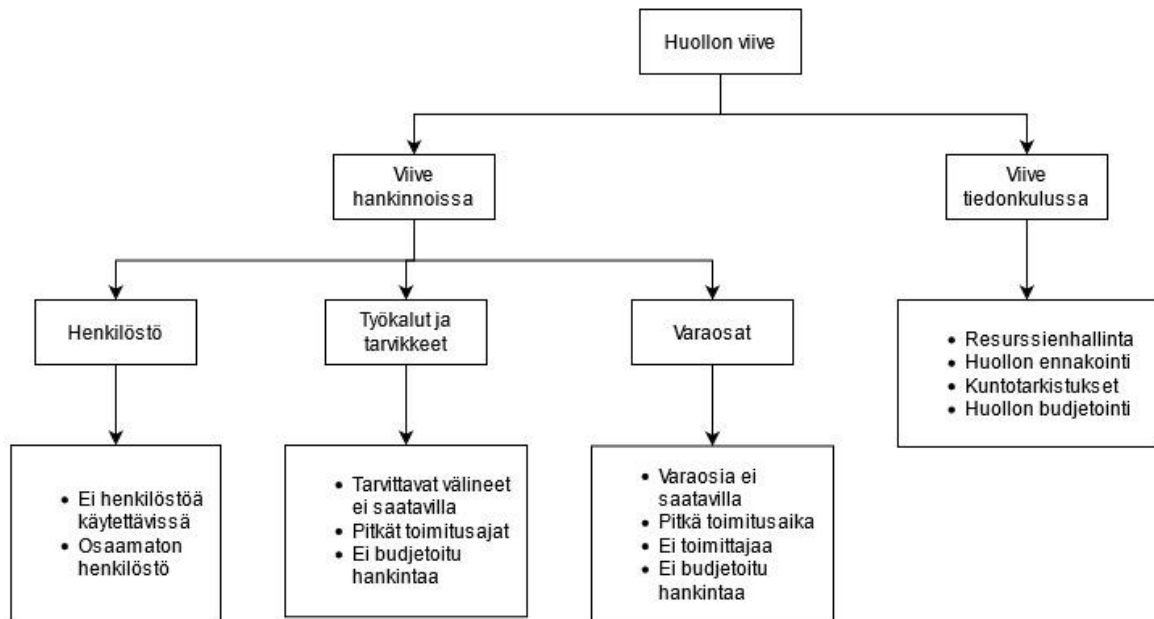 Huollon viive
Viive
hankinnoissa
Viive
tiedonkulussa
Henkilöstö
Työkalut ja
tarvikkeet
Varaosat
• Resurssienhallinta
• Huollon ennakointi
• Kuntotarkistukset
• Huollon budjetointi
• Ei henkilöstöä
käytettävissä
• Osaamaton
henkilöstö
• Tarvittavat välineet
ei saatavilla
• Pitkät toimitusajat
• Ei budjetoitu
hankintaa
• Varaosia ei
saatavilla
• Pitkä toimitusaika
• Ei toimittajaa
• Ei budjetoitu
hankintaa